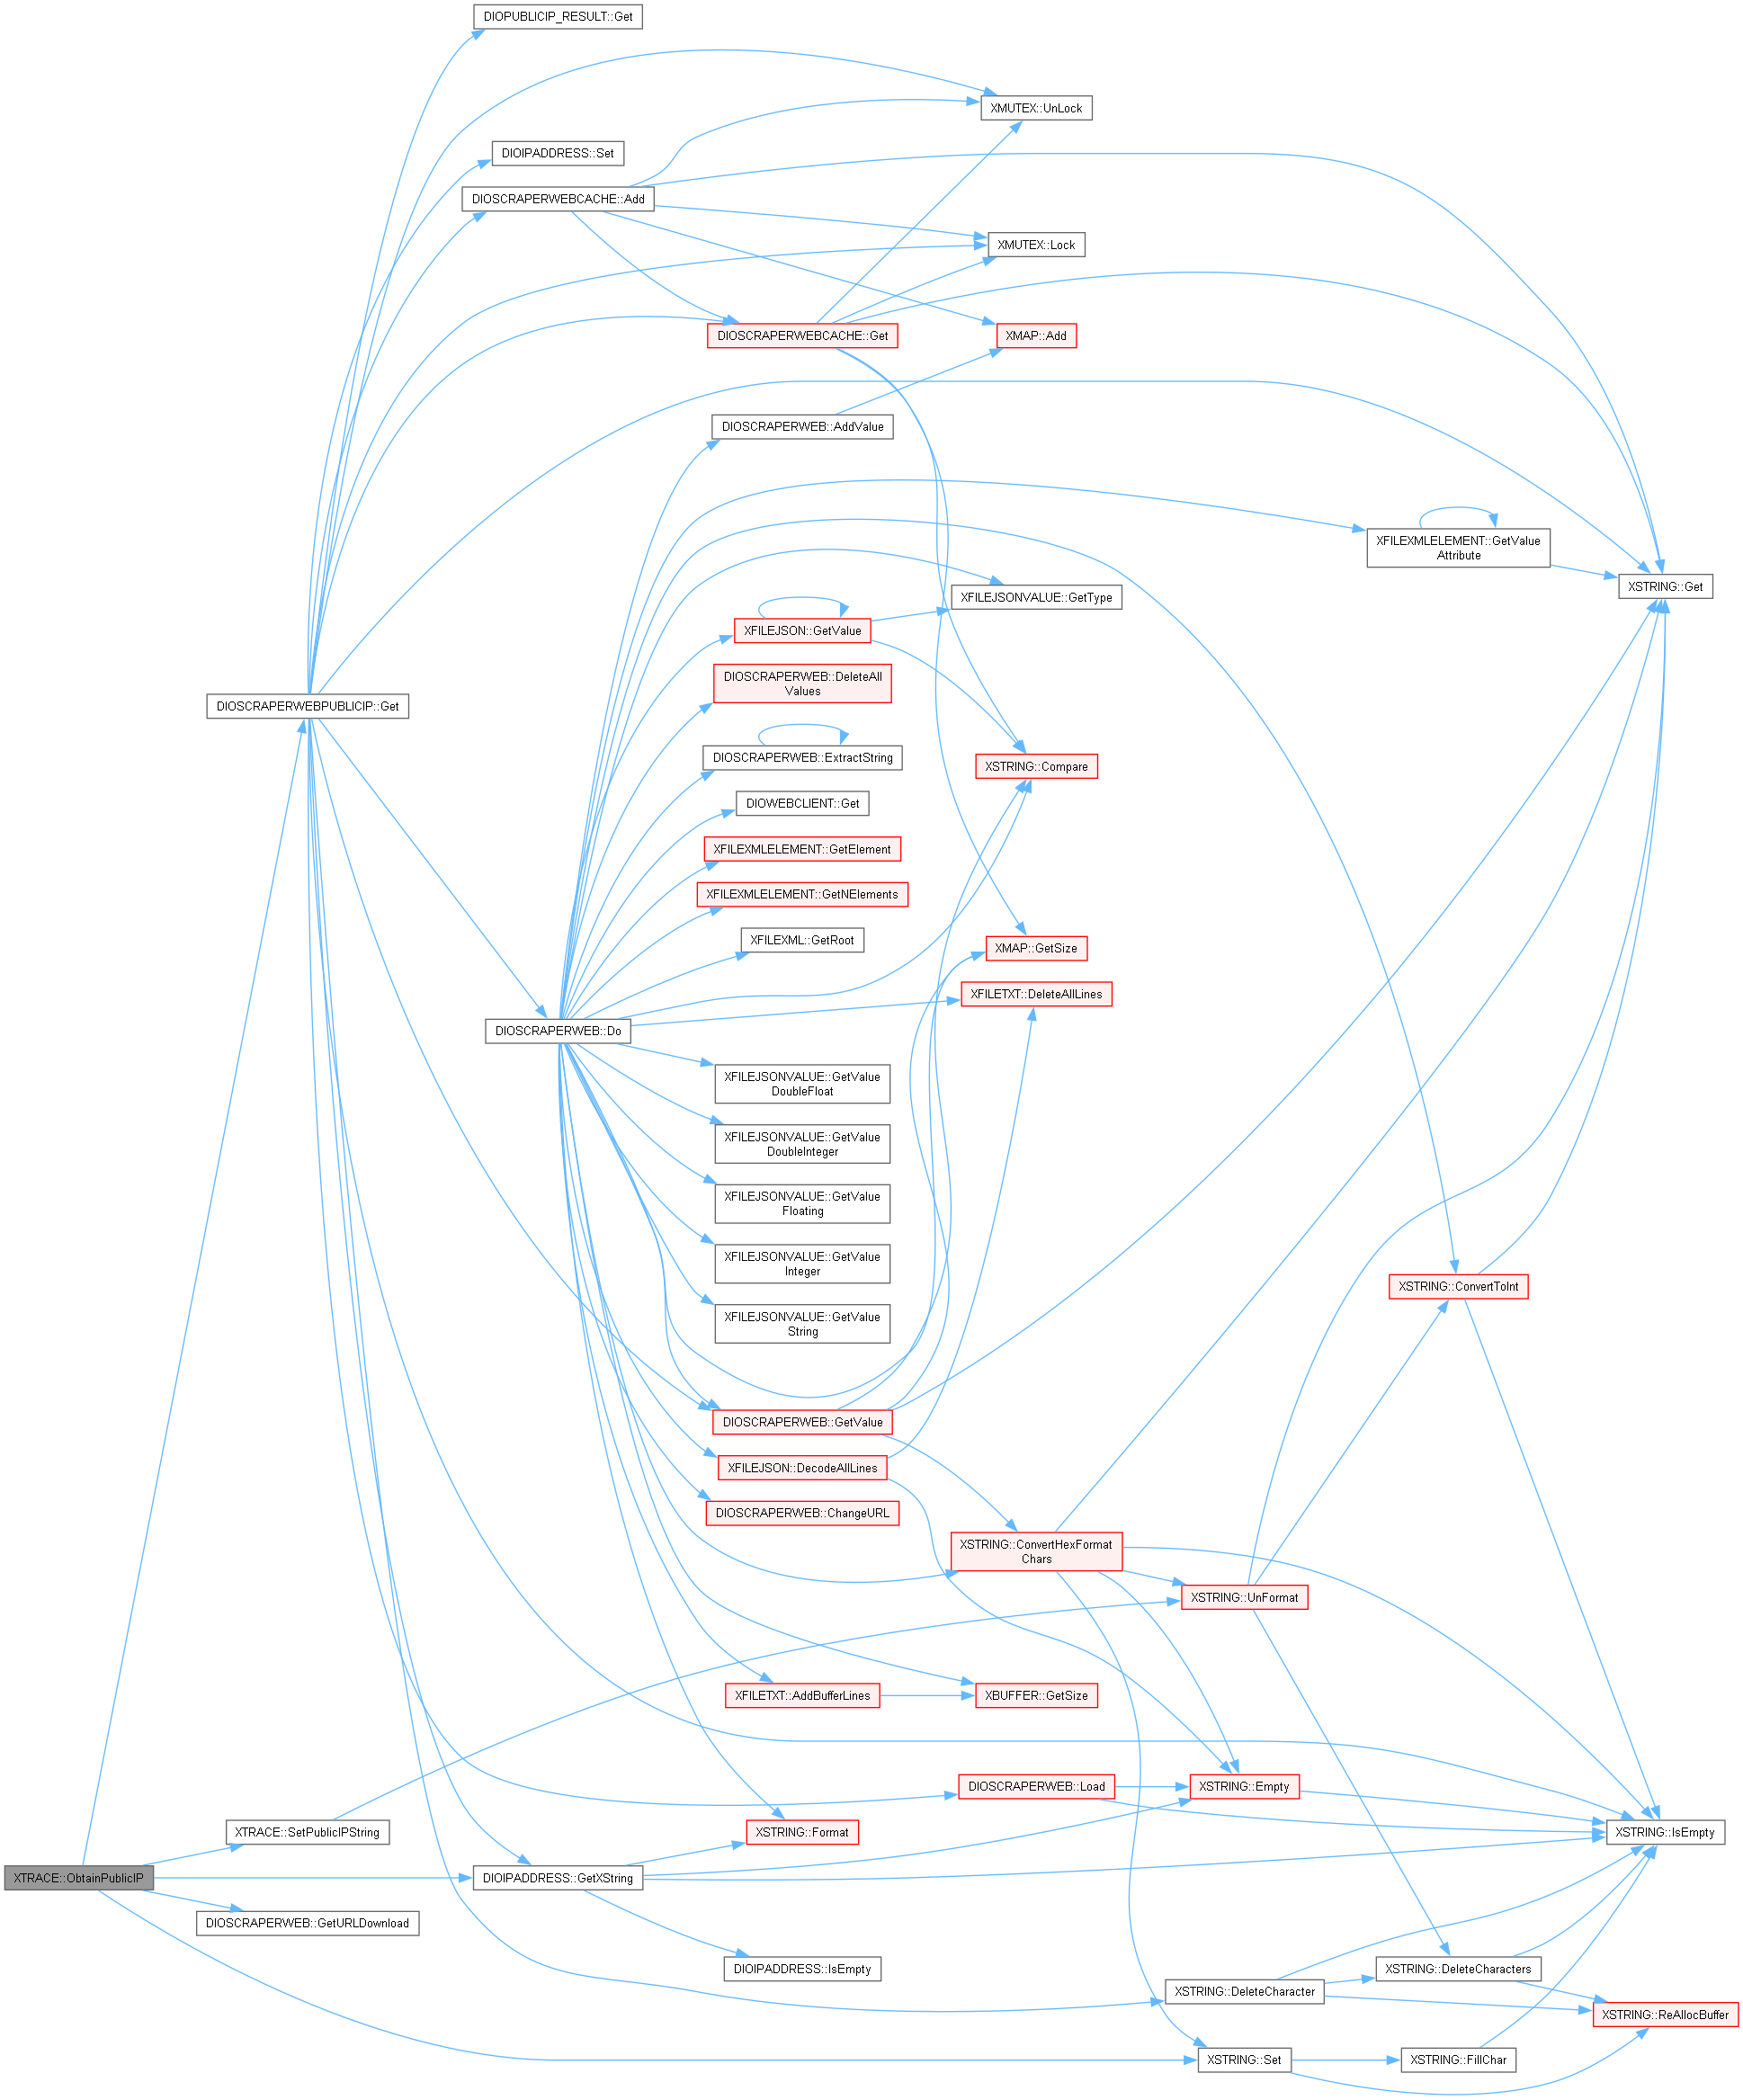 DIOPUBLICIP_RESULT::Get
XMUTEX::UnLock
DIOIPADDRESS::Set
DIOSCRAPERWEBCACHE::Add
XMUTEX::Lock
DIOSCRAPERWEBCACHE::Get
XMAP::Add
DIOSCRAPERWEB::AddValue
XFILEXMLELEMENT::GetValue
Attribute
XSTRING::Get
XFILEJSONVALUE::GetType
XFILEJSON::GetValue
DIOSCRAPERWEB::DeleteAll
Values
DIOSCRAPERWEBPUBLICIP::Get
DIOSCRAPERWEB::ExtractString
XSTRING::Compare
DIOWEBCLIENT::Get
XFILEXMLELEMENT::GetElement
XFILEXMLELEMENT::GetNElements
XFILEXML::GetRoot
XMAP::GetSize
XFILETXT::DeleteAllLines
DIOSCRAPERWEB::Do
XFILEJSONVALUE::GetValue
DoubleFloat
XFILEJSONVALUE::GetValue
DoubleInteger
XFILEJSONVALUE::GetValue
Floating
XFILEJSONVALUE::GetValue
Integer
XSTRING::ConvertToInt
XFILEJSONVALUE::GetValue
String
DIOSCRAPERWEB::GetValue
XFILEJSON::DecodeAllLines
DIOSCRAPERWEB::ChangeURL
XSTRING::ConvertHexFormat
Chars
XSTRING::UnFormat
XFILETXT::AddBufferLines
XBUFFER::GetSize
DIOSCRAPERWEB::Load
XSTRING::Empty
XTRACE::SetPublicIPString
XSTRING::Format
XSTRING::IsEmpty
XTRACE::ObtainPublicIP
DIOIPADDRESS::GetXString
DIOSCRAPERWEB::GetURLDownload
DIOIPADDRESS::IsEmpty
XSTRING::DeleteCharacters
XSTRING::DeleteCharacter
XSTRING::ReAllocBuffer
XSTRING::Set
XSTRING::FillChar